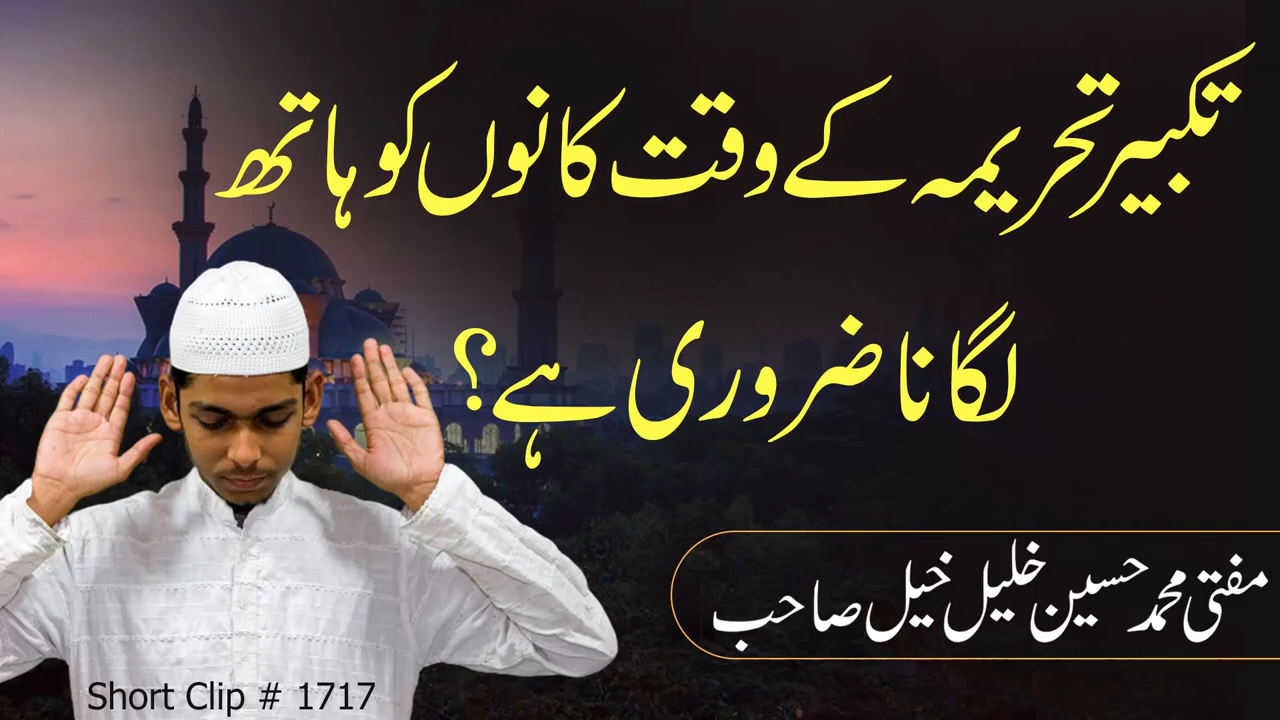 تکبیر تحریمہ کے وقت کانوں کو ہاتھ
لگانا ضروری ہے؟
مفتی محمد حسین خلیل خیل صاحب
Short Clip # 1717